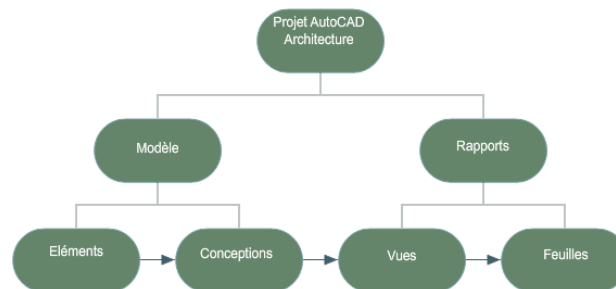 Projet AutoCAD
Architecture
Modèle
Rapports
Eléments
Conceptions
Vues
Feuilles